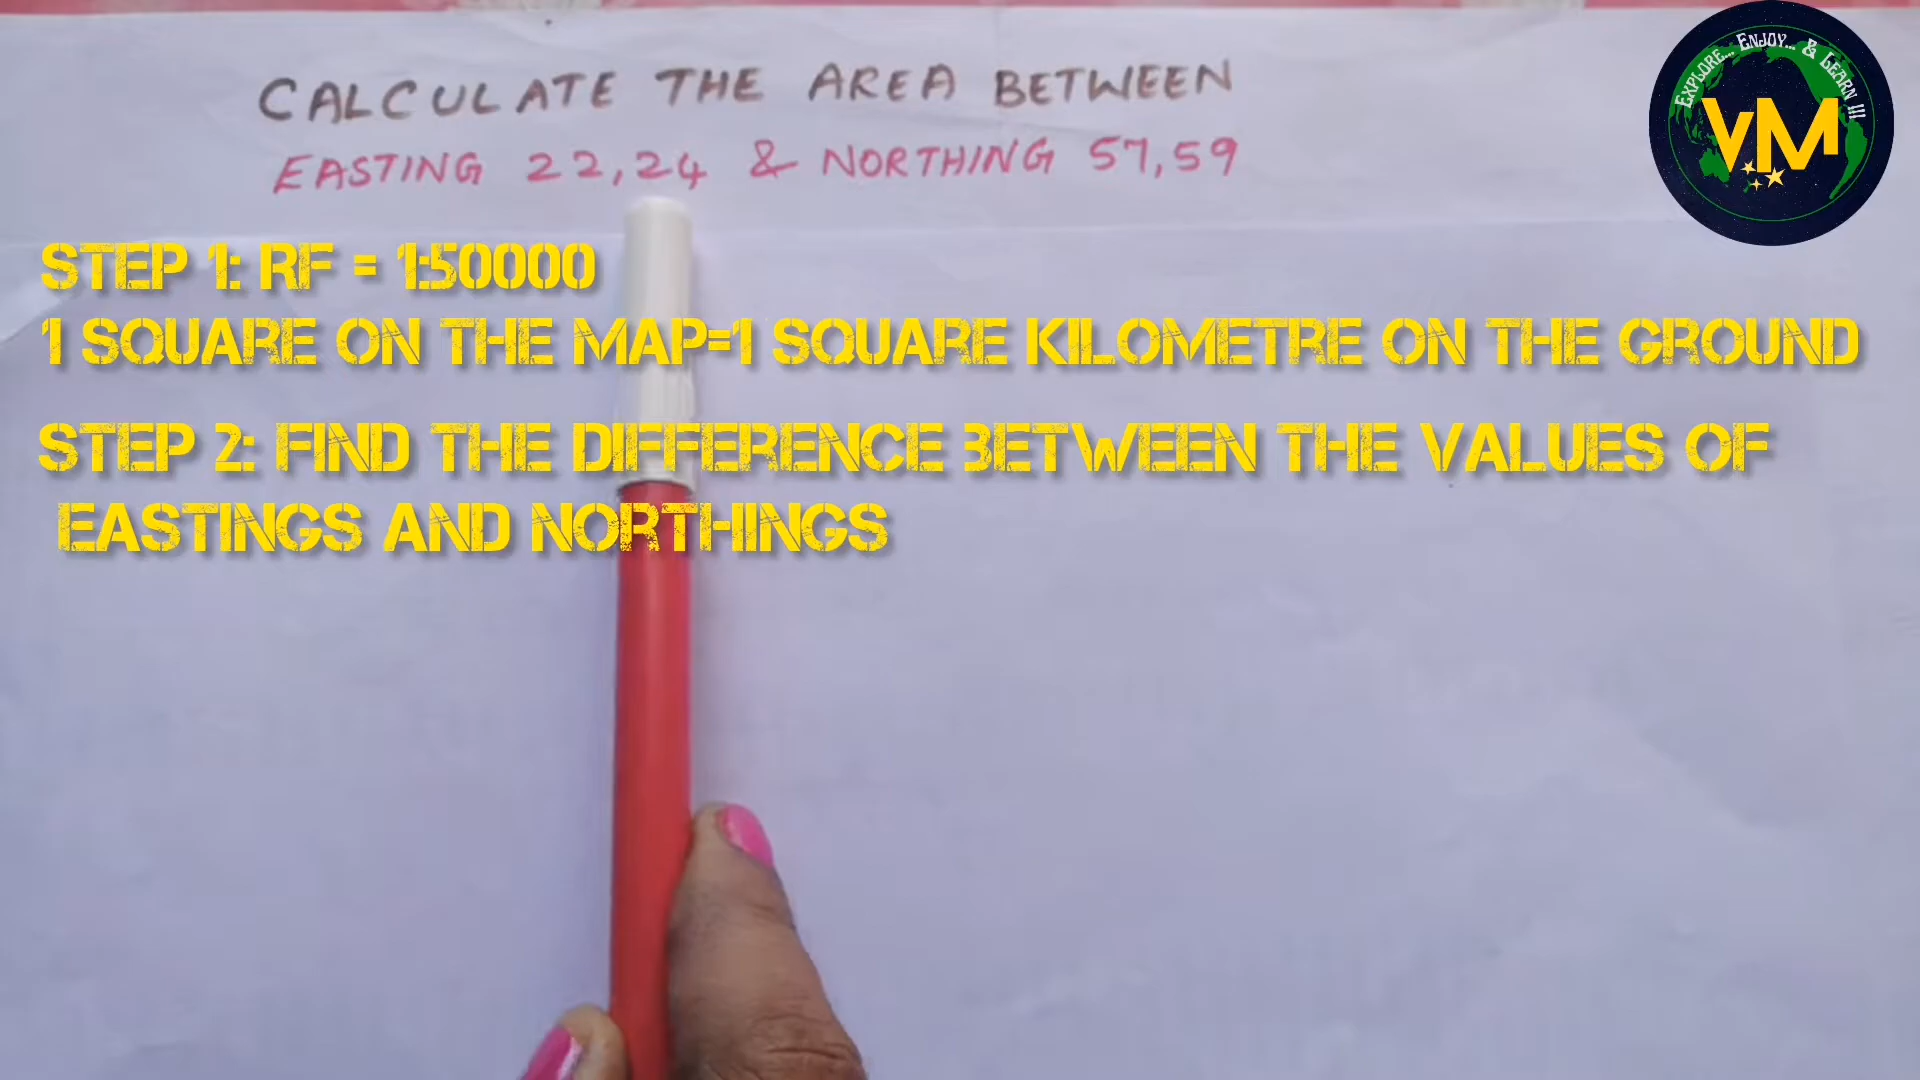 CALCULATE THE AREA BETWEEN
EASTING 22,24 & NORTHING 57,59
EXPLORE... ENJOY... & LEARN !!!
VM
STEP 1: RF = 1:50000
1 SQUARE ON THE MAP=1 SQUARE KILOMETRE ON THE GROUND
STEP 2: FIND THE DIFFERENCE BETWEEN THE VALUES OF
EASTINGS AND NORTHINGS